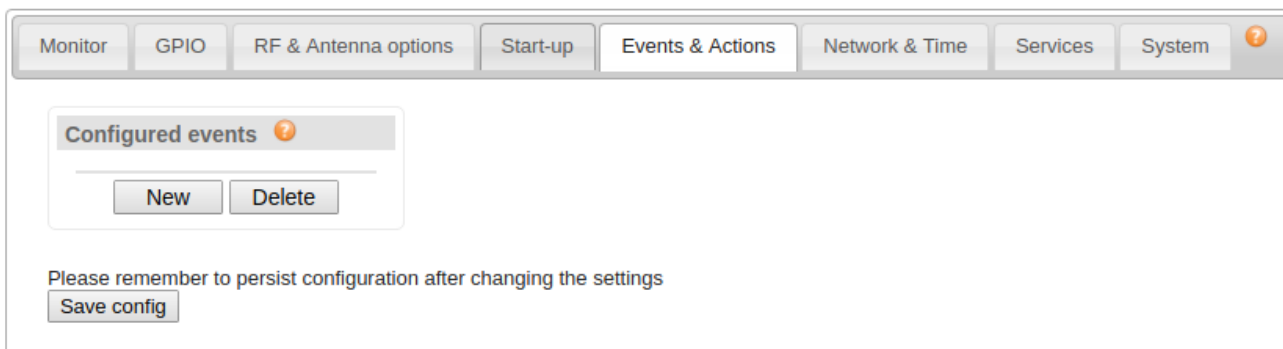 Monitor GPIO RF & Antenna options Start-up Events & Actions Network & Time Services System ?
Configured events ?
New Delete
Please remember to persist configuration after changing the settings
Save config